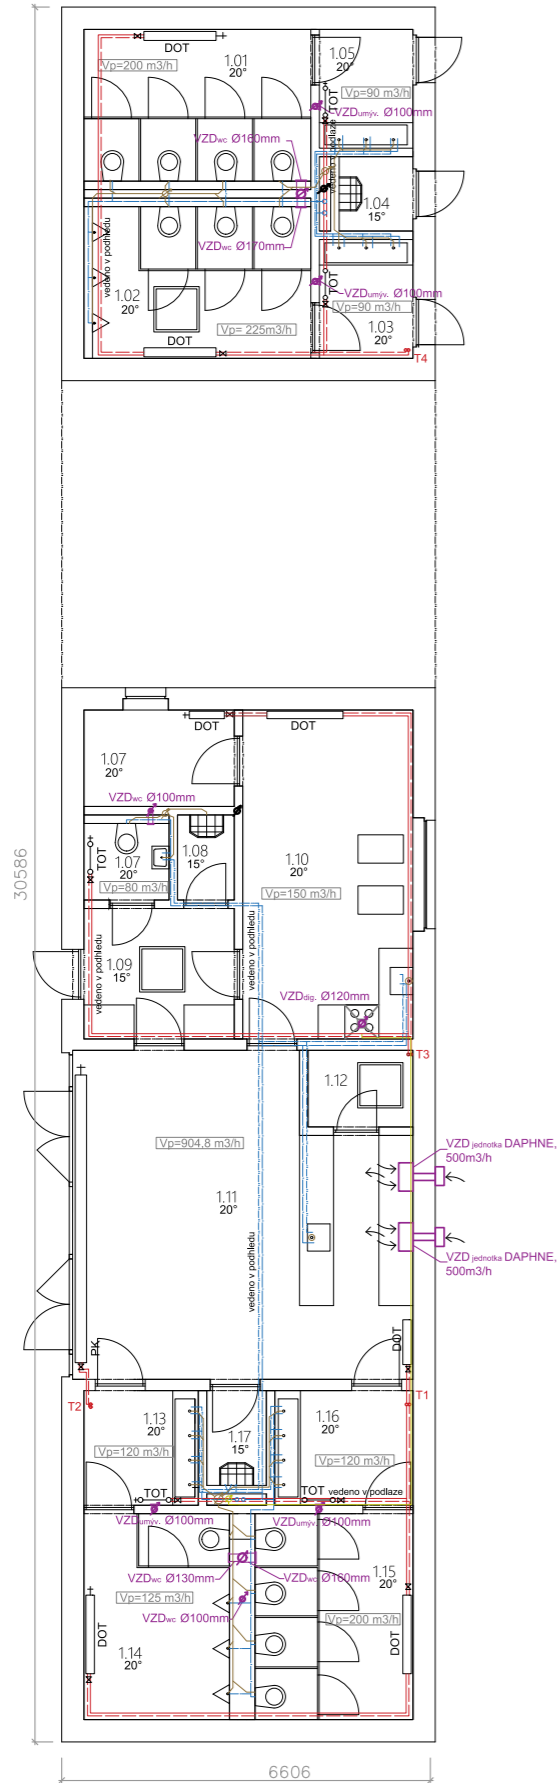 DOT
1.01
20°
Vp=200 m3/h
1.05
20°
Vp=90 m3/h
TOT
VZDumýv. Ø100mm
VZDwc Ø160mm
vedeno v podlaze
1.04
15°
vedeno v podhledu
VZDwc Ø170mm
1.02
20°
TOT
VZDumýv. Ø100mm
Vp=90 m3/h
DOT
Vp= 225m3/h
1.03
20°
T4
30586
DOT
DOT
1.07
20°
VZDwc Ø100mm
TOT
1.07
20°
1.08
15°
1.10
20°
Vp=80 m3/h
Vp=150 m3/h
vedeno v podhledu
vedeno v podhledu
1.09
15°
VZDdig. Ø120mm
T3
1.12
Vp=904,8 m3/h
VZD jednotka DAPHNE,
500m3/h
1.11
20°
vedeno v podhledu
VZD jednotka DAPHNE,
500m3/h
PK
DOT
T2
T1
1.13
20°
1.17
15°
1.16
20°
Vp=120 m3/h
Vp=120 m3/h
TOT
TOT
vedeno v podlaze
VZDumýv. Ø100mm
VZDumýv. Ø100mm
VZDwc Ø130mm
VZDwc Ø160mm
1.15
20°
Vp=125 m3/h
VZDwc Ø100mm
Vp=200 m3/h
DOT
DOT
1.14
20°
6606